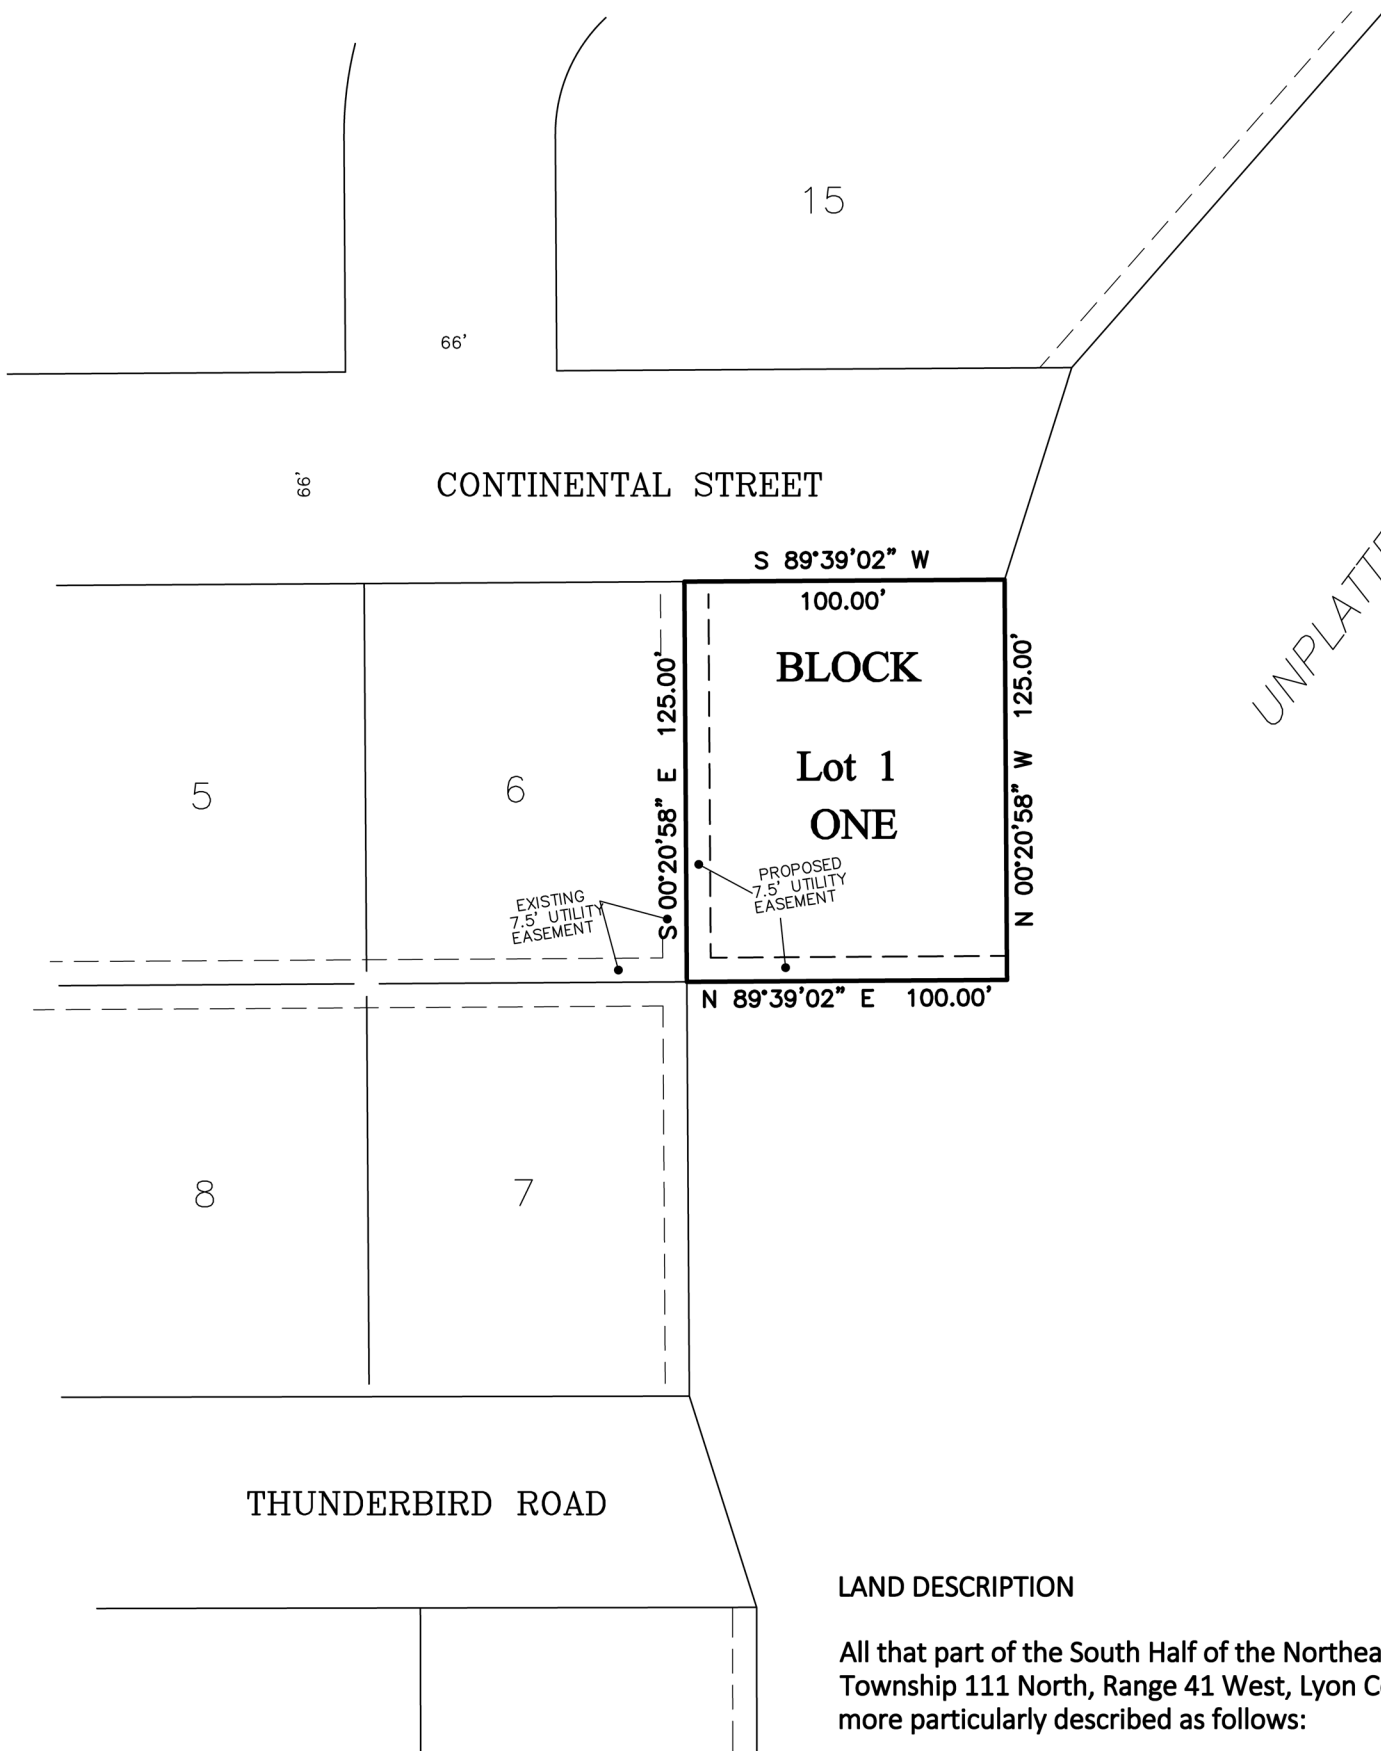 15
66'
66'
CONTINENTAL STREET
S 89°39'02" W
100.00'
BLOCK
Lot 1
ONE
S 00°20'58" E 125.00'
N 00°20'58" W 125.00'
5
6
PROPOSED
7.5' UTILITY
EASEMENT
EXISTING
7.5' UTILITY
EASEMENT
N 89°39'02" E 100.00'
8
7
THUNDERBIRD ROAD
LAND DESCRIPTION
All that part of the South Half of the
Township 111 North, Range 41 West, Lyon
more particularly described as follows: